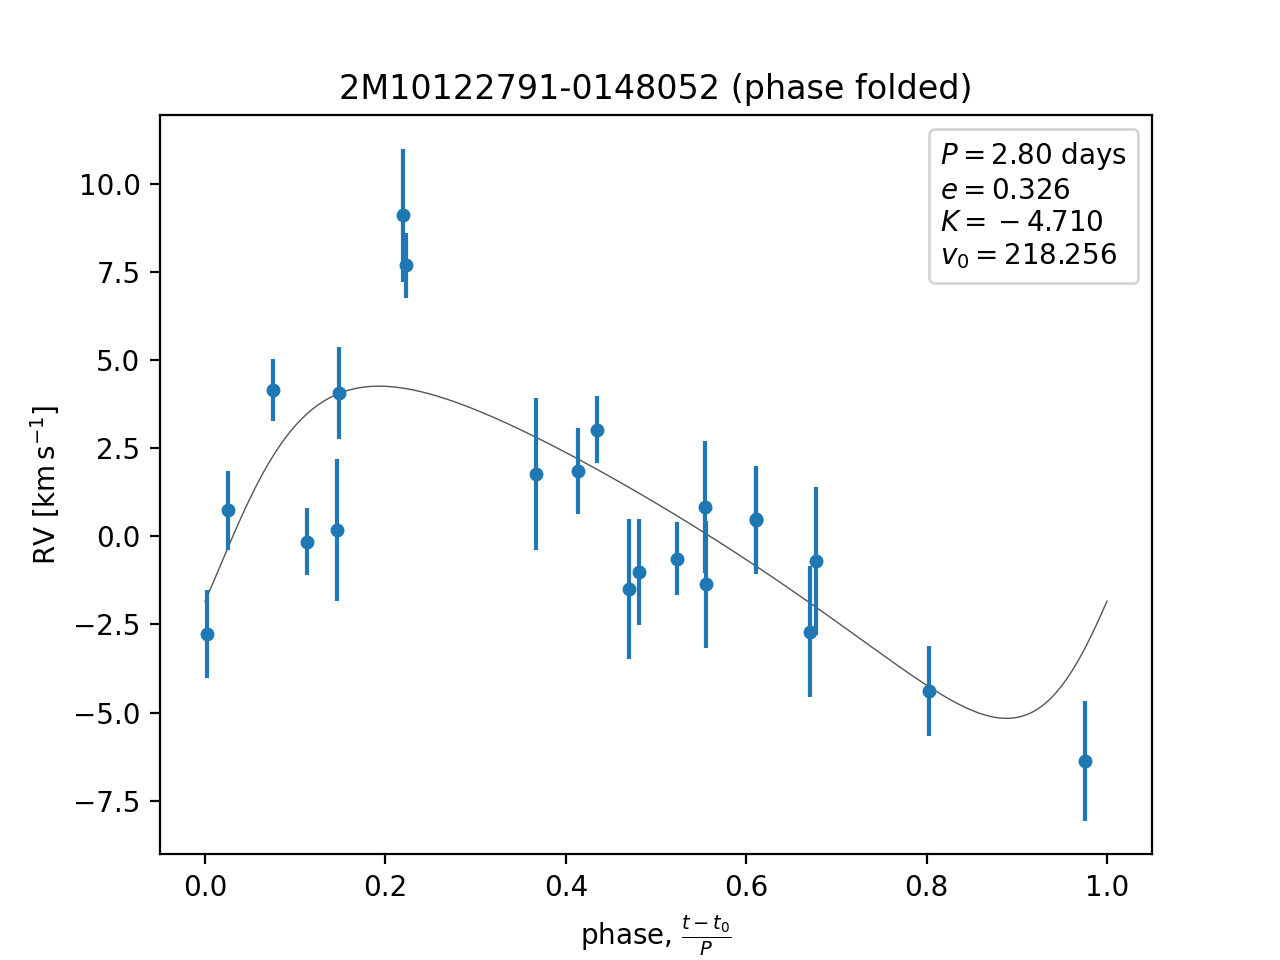 2M10122791-0148052 (phase folded)
P = 2.80 days
e = 0.326
K = −4.710
v₀ = 218.256
10.0
7.5
5.0
2.5
0.0
−2.5
−5.0
−7.5
RV [km s⁻¹]
0.0 0.2 0.4 0.6 0.8 1.0
phase, (t − t₀)/P